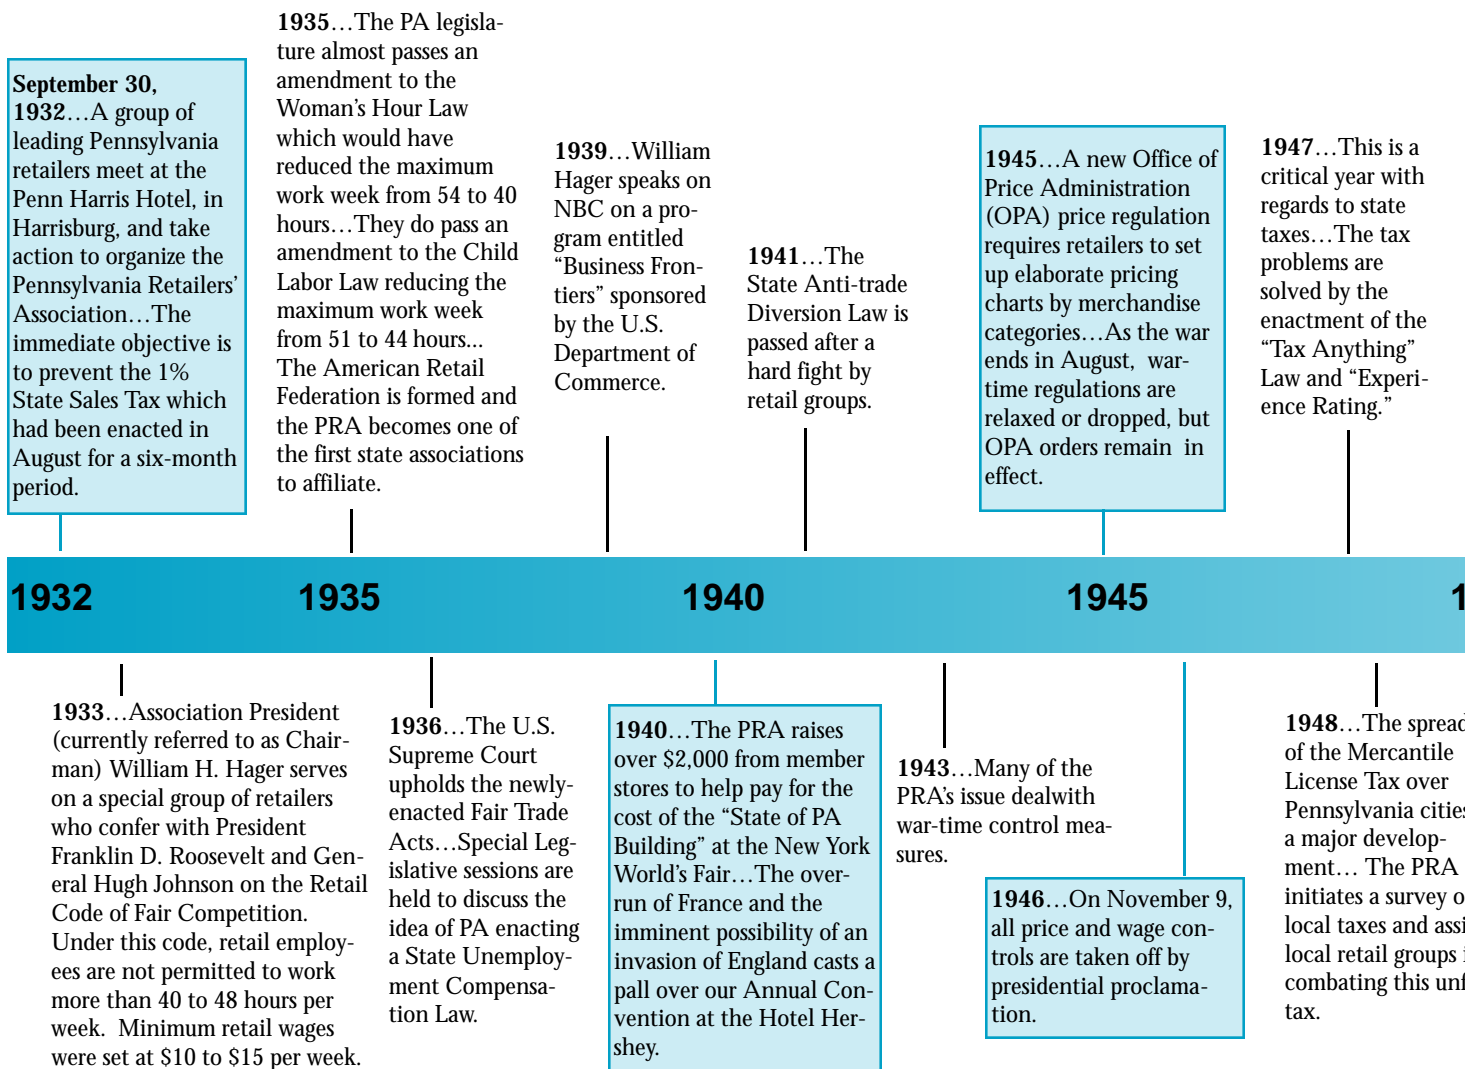 September 30,
1932…A group of
leading Pennsylvania
retailers meet at the
Penn Harris Hotel, in
Harrisburg, and take
action to organize the
Pennsylvania Retailers’
Association…The
immediate objective is
to prevent the 1%
State Sales Tax which
had been enacted in
August for a six-month
period.
1935…The PA legisla-
ture almost passes an
amendment to the
Woman’s Hour Law
which would have
reduced the maximum
work week from 54 to 40
hours…They do pass an
amendment to the Child
Labor Law reducing the
maximum work week
from 51 to 44 hours...
The American Retail
Federation is formed and
the PRA becomes one of
the first state associations
to affiliate.
1939…William
Hager speaks on
NBC on a pro-
gram entitled
“Business Fron-
tiers” sponsored
by the U.S.
Department of
Commerce.
1941…The
State Anti-trade
Diversion Law is
passed after a
hard fight by
retail groups.
1945…A new Office of
Price Administration
(OPA) price regulation
requires retailers to set
up elaborate pricing
charts by merchandise
categories…As the war
ends in August, war-
time regulations are
relaxed or dropped, but
OPA orders remain in
effect.
1947…This is a
critical year with
regards to state
taxes…The tax
problems are
solved by the
enactment of the
“Tax Anything”
Law and “Experi-
ence Rating.”
1932 1935 1940 1945 1
1933…Association President
(currently referred to as Chair-
man) William H. Hager serves
on a special group of retailers
who confer with President
Franklin D. Roosevelt and Gen-
eral Hugh Johnson on the Retail
Code of Fair Competition.
Under this code, retail employ-
ees are not permitted to work
more than 40 to 48 hours per
week. Minimum retail wages
were set at $10 to $15 per week.
1936…The U.S.
Supreme Court
upholds the newly-
enacted Fair Trade
Acts…Special Leg-
islative sessions are
held to discuss the
idea of PA enacting
a State Unemploy-
ment Compensa-
tion Law.
1940…The PRA raises
over $2,000 from member
stores to help pay for the
cost of the “State of PA
Building” at the New York
World’s Fair…The over-
run of France and the
imminent possibility of an
invasion of England casts a
pall over our Annual Con-
vention at the Hotel Her-
shey.
1943…Many of the
PRA’s issue dealwith
war-time control mea-
sures.
1946…On November 9,
all price and wage con-
trols are taken off by
presidential proclama-
tion.
1948…The spread
of the Mercantile
License Tax over
Pennsylvania cities
a major develop-
ment… The PRA
initiates a survey
local taxes and
local retail groups
combating this
tax.